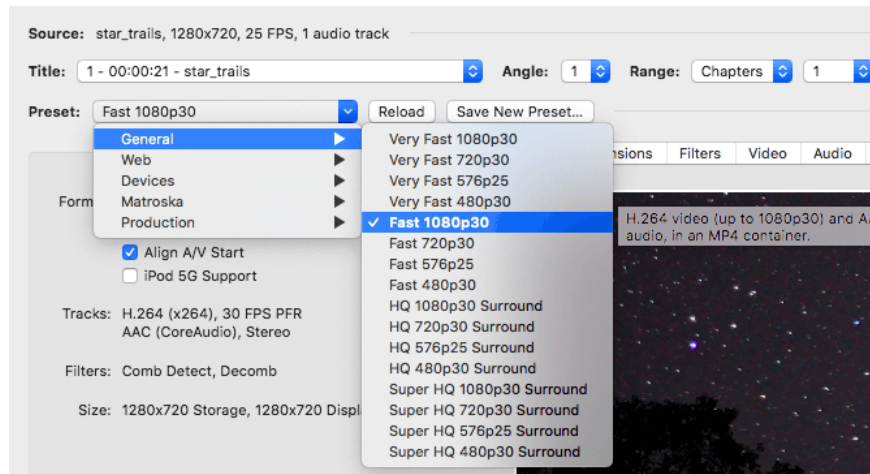 Source: star_trails, 1280x720, 25 FPS, 1 audio track
Title: 1 - 00:00:21 - star_trails Angle: 1 Range: Chapters 1
Preset: Fast 1080p30 Reload Save New Preset...
General
Web
Devices
Matroska
Production
Very Fast 1080p30
Very Fast 720p30
Very Fast 576p25
Very Fast 480p30
✓ Fast 1080p30
Fast 720p30
Fast 576p25
Fast 480p30
HQ 1080p30 Surround
HQ 720p30 Surround
HQ 576p25 Surround
HQ 480p30 Surround
Super HQ 1080p30 Surround
Super HQ 720p30 Surround
Super HQ 576p25 Surround
Super HQ 480p30 Surround
nsions Filters Video Audio
H.264 video (up to 1080p30) and A
audio, in an MP4 container.
Form
Align A/V Start
iPod 5G Support
Tracks: H.264 (x264), 30 FPS PFR
AAC (CoreAudio), Stereo
Filters: Comb Detect, Decomb
Size: 1280x720 Storage, 1280x720 Displ